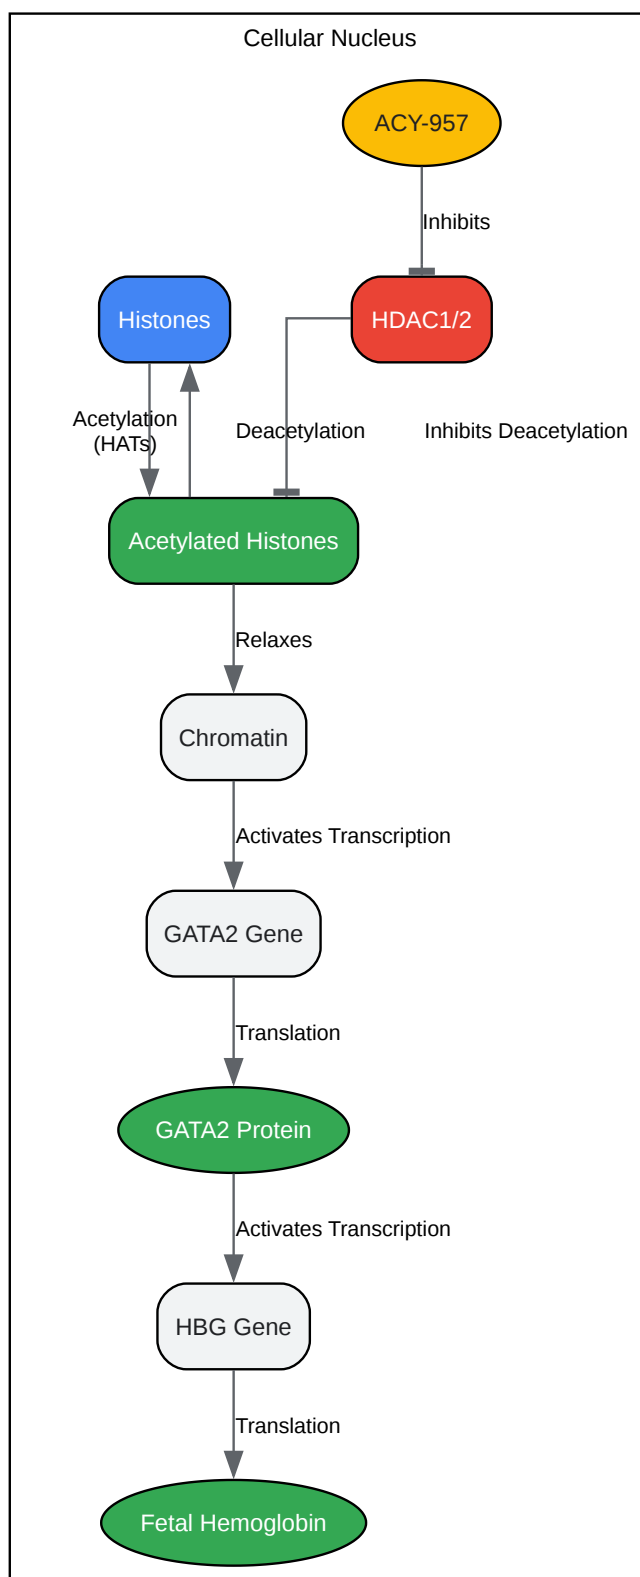 Cellular Nucleus
ACY-957
Inhibits
Histones
HDAC1/2
Acetylation
(HATs)
Deacetylation
Inhibits Deacetylation
Acetylated Histones
Relaxes
Chromatin
Activates Transcription
GATA2 Gene
Translation
GATA2 Protein
Activates Transcription
HBG Gene
Translation
Fetal Hemoglobin